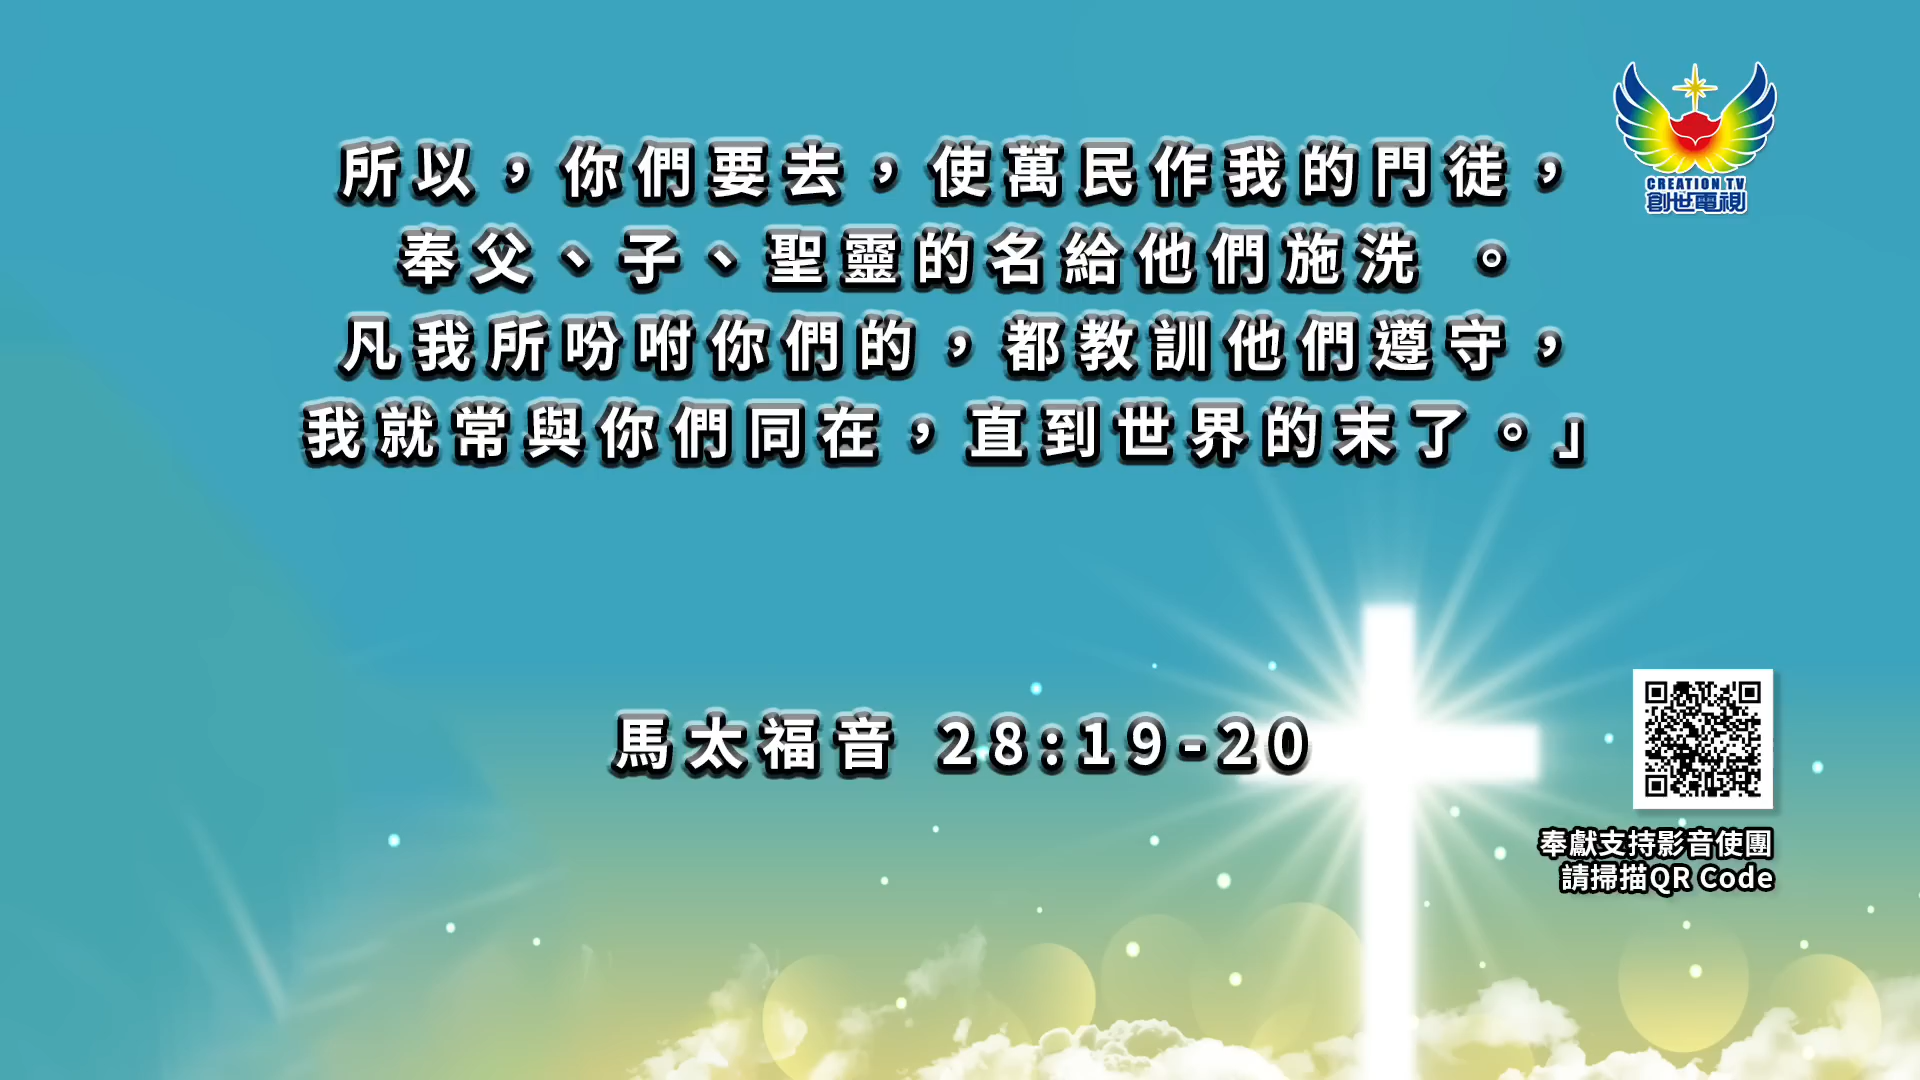 所以，你們要去，使萬民作我的門徒，
奉父、子、聖靈的名給他們施洗 。
凡我所吩咐你們的，都教訓他們遵守，
我就常與你們同在，直到世界的末了。」
馬太福音 28:19-20
CREATION TV
創世電視
奉獻支持影音使團
請掃描QR Code